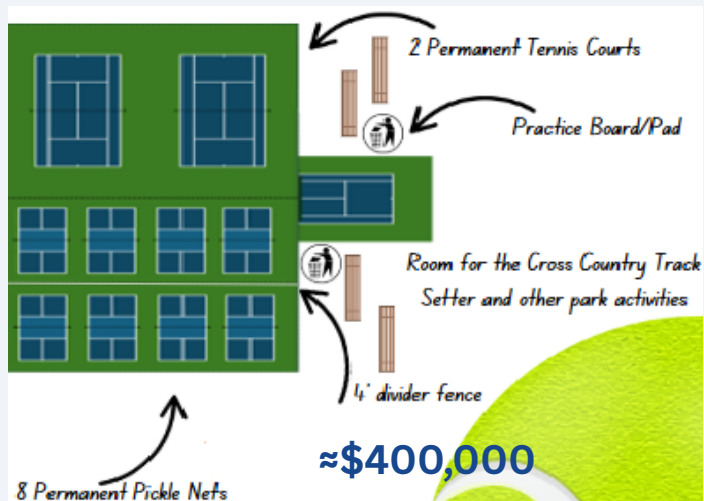 2 Permanent Tennis Courts
Practice Board/Pad
Room for the Cross Country Track
Setter and other park activities
4' divider fence
≈$400,000
8 Permanent Pickle Nets